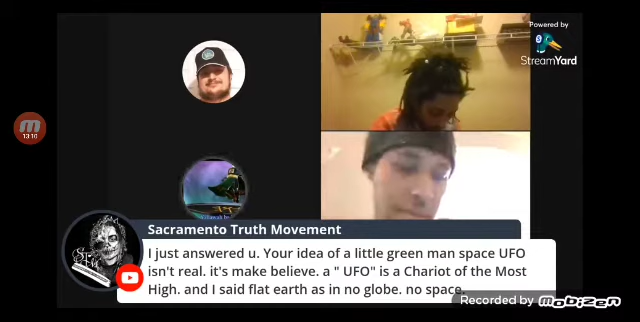 Powered by
StreamYard
13:10
Sacramento Truth Movement
I just answered u. Your idea of a little green man space UFO
isn't real. it's make believe. a " UFO" is a Chariot of the Most
High. and I said flat earth as in no globe. no space.
Recorded by mobizen